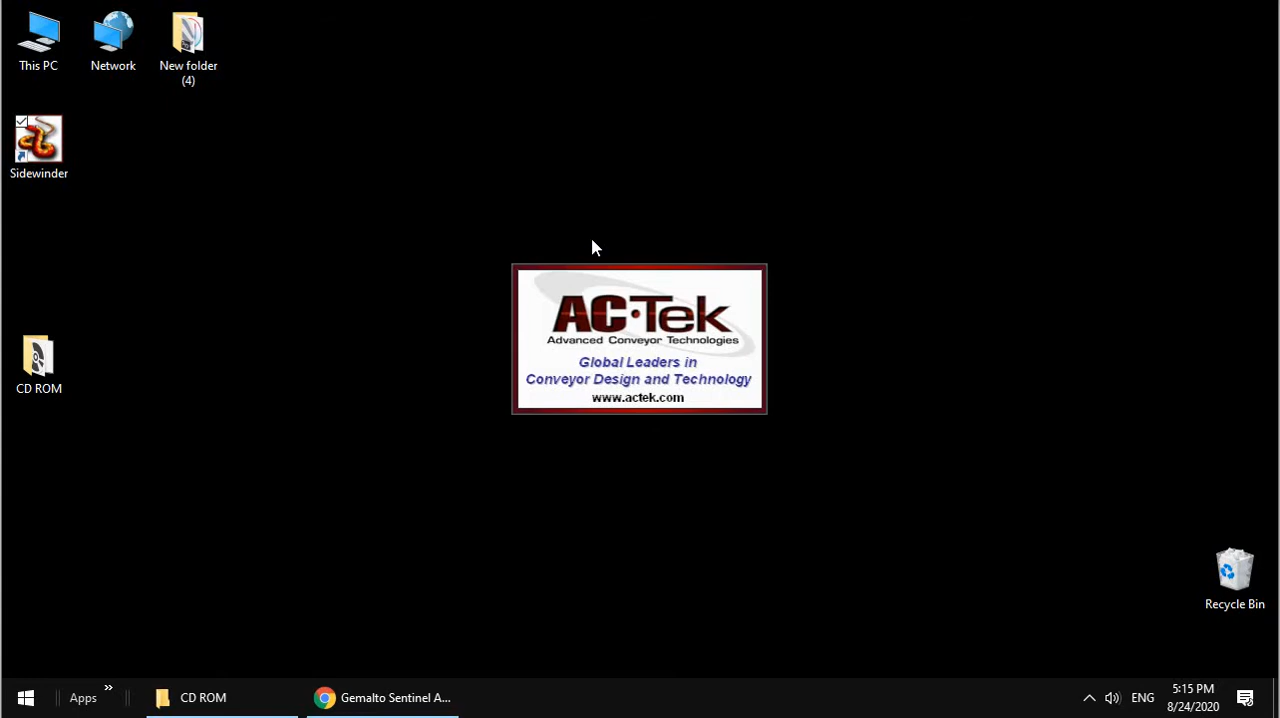 This PC
Network
New folder
(4)
Sidewinder
AC·Tek
Advanced Conveyor Technologies
Global Leaders in
Conveyor Design and Technology
www.actek.com
CD ROM
Recycle Bin
Apps
»
CD ROM
Gemalto Sentinel A...
ENG
5:15 PM
8/24/2020